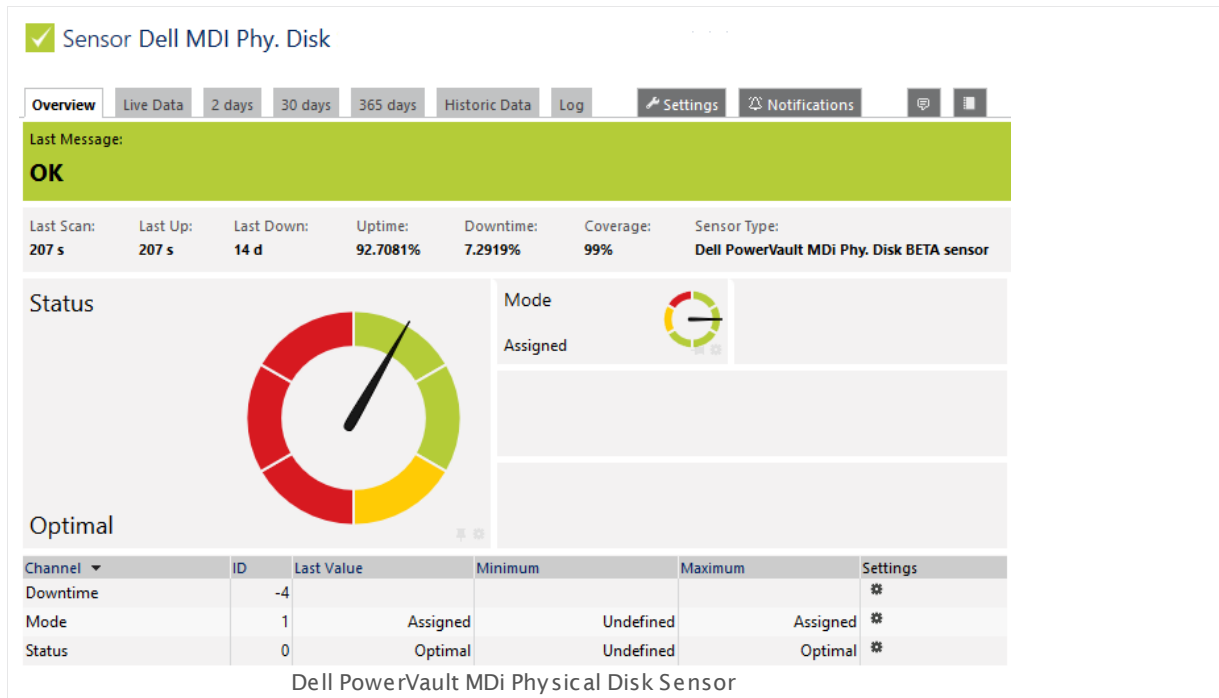 Sensor Dell MDI Phy. Disk
Overview Live Data 2 days 30 days 365 days Historic Data Log Settings Notifications
Last Message:
OK
Last Scan: Last Up: Last Down: Uptime: Downtime: Coverage: Sensor Type:
207 s 207 s 14 d 92.7081% 7.2919% 99% Dell PowerVault MDi Phy. Disk BETA sensor
Status
Mode
Assigned
Optimal
Channel ID Last Value Minimum Maximum Settings
Downtime -4
Mode 1 Assigned Undefined Assigned
Status 0 Optimal Undefined Optimal
Dell PowerVault MDi Physical Disk Sensor